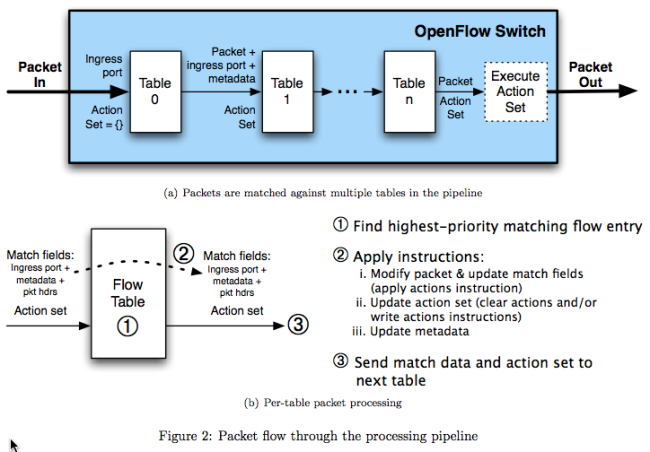 OpenFlow Switch
Packet
In
Ingress
port
Action
Set = {}
Table
0
Packet +
ingress port +
metadata
Action
Set
Table
1
...
Table
n
Packet
Action
Set
Execute
Action
Set
Packet
Out
(a) Packets are matched against multiple tables in the pipeline
Match fields:
Ingress port +
metadata +
pkt hdrs
Action set
Flow
Table
①
②
Match fields:
Ingress port +
metadata +
pkt hdrs
Action set
③
① Find highest-priority matching flow entry
② Apply instructions:
i. Modify packet & update match fields
(apply actions instruction)
ii. Update action set (clear actions and/or
write actions instructions)
iii. Update metadata
③ Send match data and action set to
next table
(b) Per-table packet processing
Figure 2: Packet flow through the processing pipeline